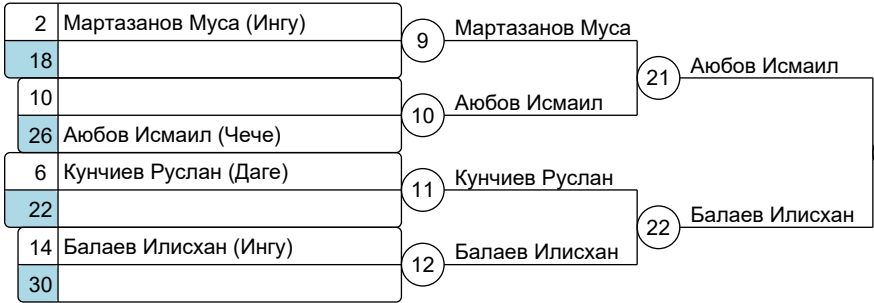 2 Мартазанов Муса (Ингу)
18
9 Мартазанов Муса
10
26 Аюбов Исмаил (Чече)
10 Аюбов Исмаил
21 Аюбов Исмаил
6 Кунчиев Руслан (Даге)
22
11 Кунчиев Руслан
14 Балаев Илисхан (Ингу)
30
12 Балаев Илисхан
22 Балаев Илисхан